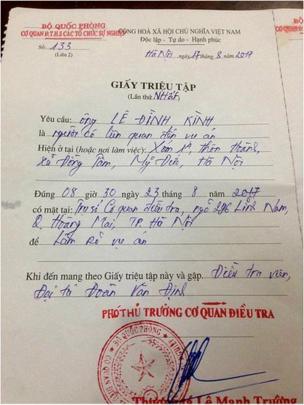 BỘ QUỐC PHÒNG
CƠ QUAN Đ.T.H.S CÁC TỔ CHỨC SỰ NGHIỆP
CỘNG HOÀ XÃ HỘI CHỦ NGHĨA VIỆT NAM
Độc lập - Tự do - Hạnh phúc
Số: 133
(Liên 2)
Hà Nội, ngày 17 tháng 8 năm 2017
GIẤY TRIỆU TẬP
(Lần thứ Nhất)
Yêu cầu: ông LÊ ĐÌNH KÌNH
là người có liên quan đến vụ án
Hiện ở tại (hoặc nơi làm việc): thôn Hoành,
xã Đồng Tâm, Mỹ Đức, Hà Nội
Đúng 08 giờ 30 ngày 23 tháng 8 năm 2017
có mặt tại: Trụ sở Cơ quan điều tra, ngõ Lĩnh Nam,
Q. Hoàng Mai, TP. Hà Nội
để Làm rõ vụ án
Khi đến mang theo Giấy triệu tập này và gặp. Điều tra viên,
Đại tá Đoàn Văn Định
PHÓ THỦ TRƯỞNG CƠ QUAN ĐIỀU TRA
BỘ QUỐC PHÒNG
Lê Mạnh Trường